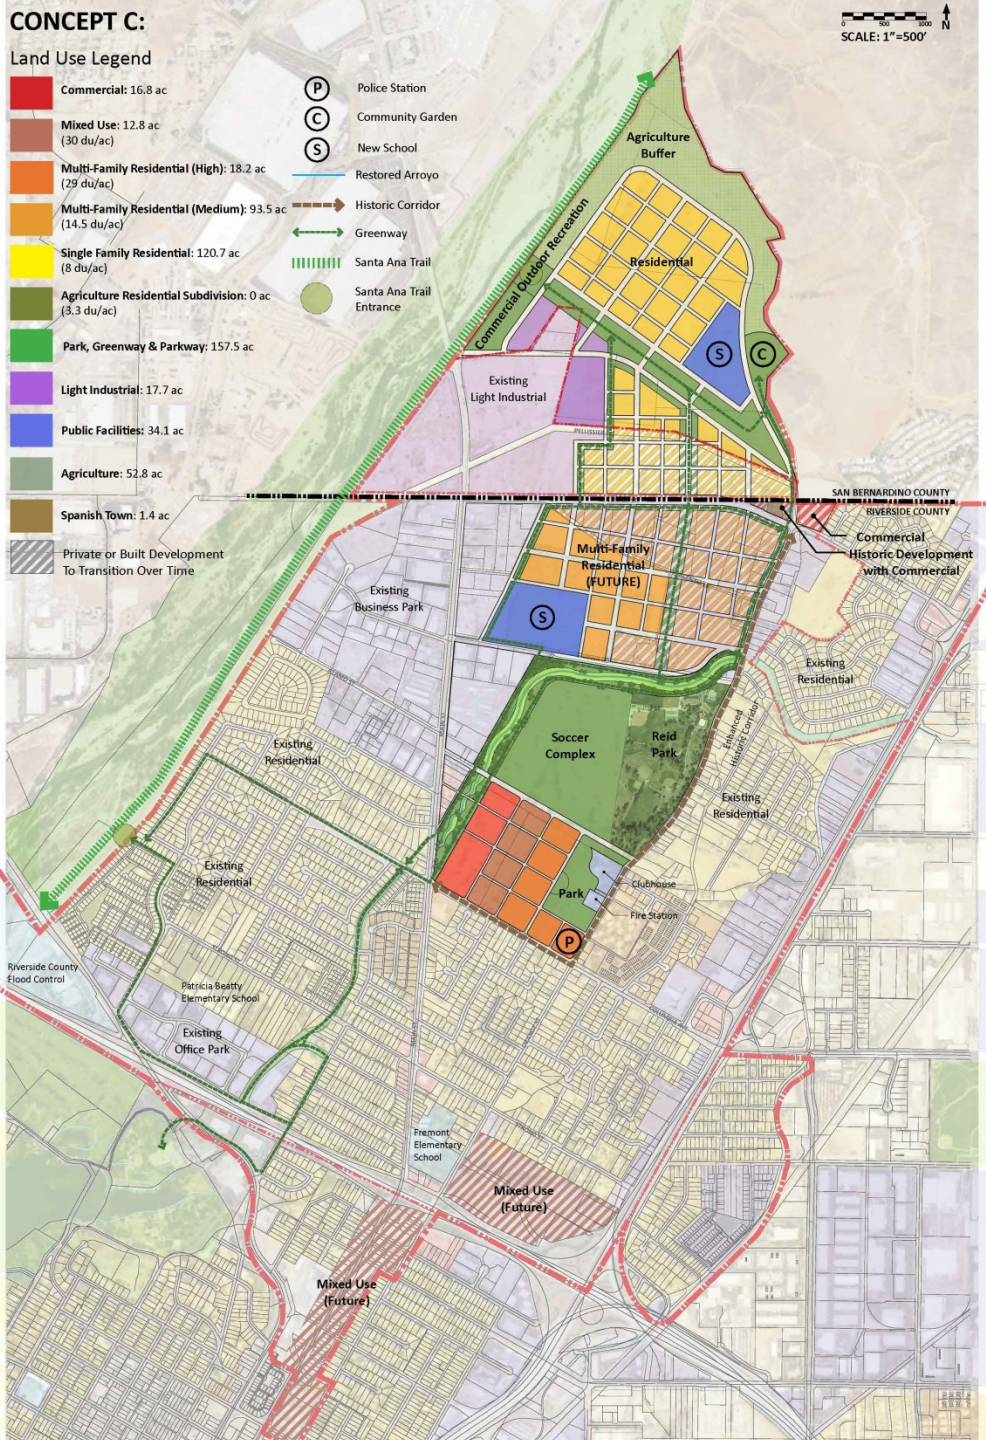 CONCEPT C:
Land Use Legend
Commercial: 16.8 ac
Mixed Use: 12.8 ac
(30 du/ac)
Multi-Family Residential (High): 18.2 ac
(29 du/ac)
Multi-Family Residential (Medium): 93.5 ac
(14.5 du/ac)
Single Family Residential: 120.7 ac
(8 du/ac)
Agriculture Residential Subdivision: 0 ac
(3.3 du/ac)
Park, Greenway & Parkway: 157.5 ac
Light Industrial: 17.7 ac
Public Facilities: 34.1 ac
Agriculture: 52.8 ac
Spanish Town: 1.4 ac
Private or Built Development
To Transition Over Time
P
Police Station
C
Community Garden
S
New School
Restored Arroyo
Historic Corridor
Greenway
Santa Ana Trail
Santa Ana Trail
Entrance
0 500 1000
N
SCALE: 1"=500'
Agriculture
Buffer
Commercial Outdoor Recreation
Residential
S
C
Existing
Light Industrial
PELLISSIER
SAN BERNARDINO COUNTY
RIVERSIDE COUNTY
Commercial
Historic Development
with Commercial
Multi-Family
Residential
(FUTURE)
Existing
Business Park
S
Existing
Residential
Enhanced
Historic Corridor
Soccer
Complex
Reid
Park
Existing
Residential
Existing
Residential
Existing
Residential
Park
Clubhouse
Fire Station
P
Riverside County
Flood Control
Patricia Beatty
Elementary School
Existing
Office Park
Fremont
Elementary
School
Mixed Use
(Future)
Mixed Use
(Future)